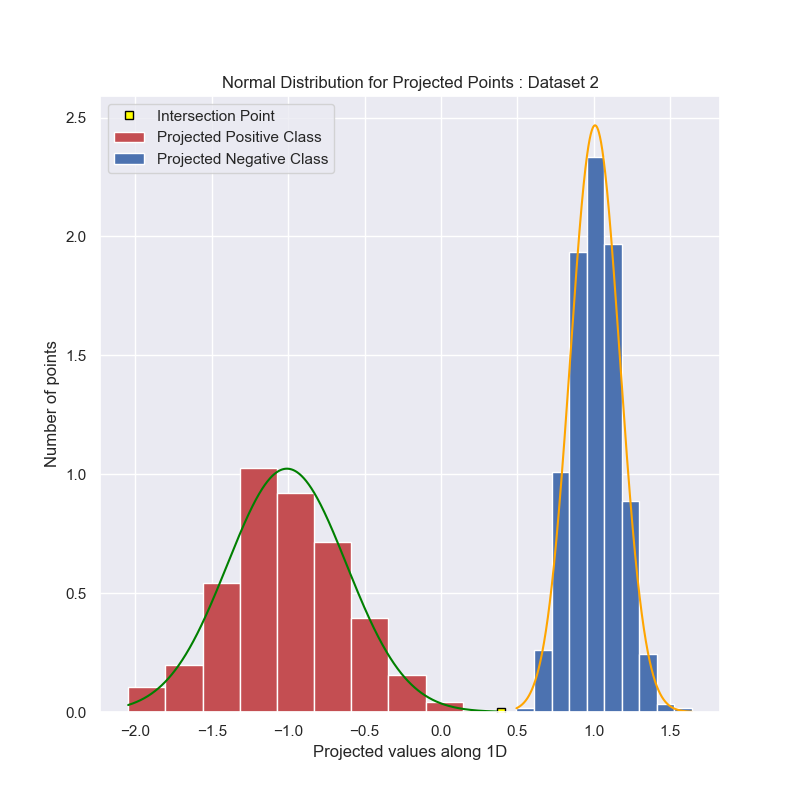 Normal Distribution for Projected Points : Dataset 2
Intersection Point
Projected Positive Class
Projected Negative Class
Number of points
2.5
2.0
1.5
1.0
0.5
0.0
−2.0 −1.5 −1.0 −0.5 0.0 0.5 1.0 1.5
Projected values along 1D